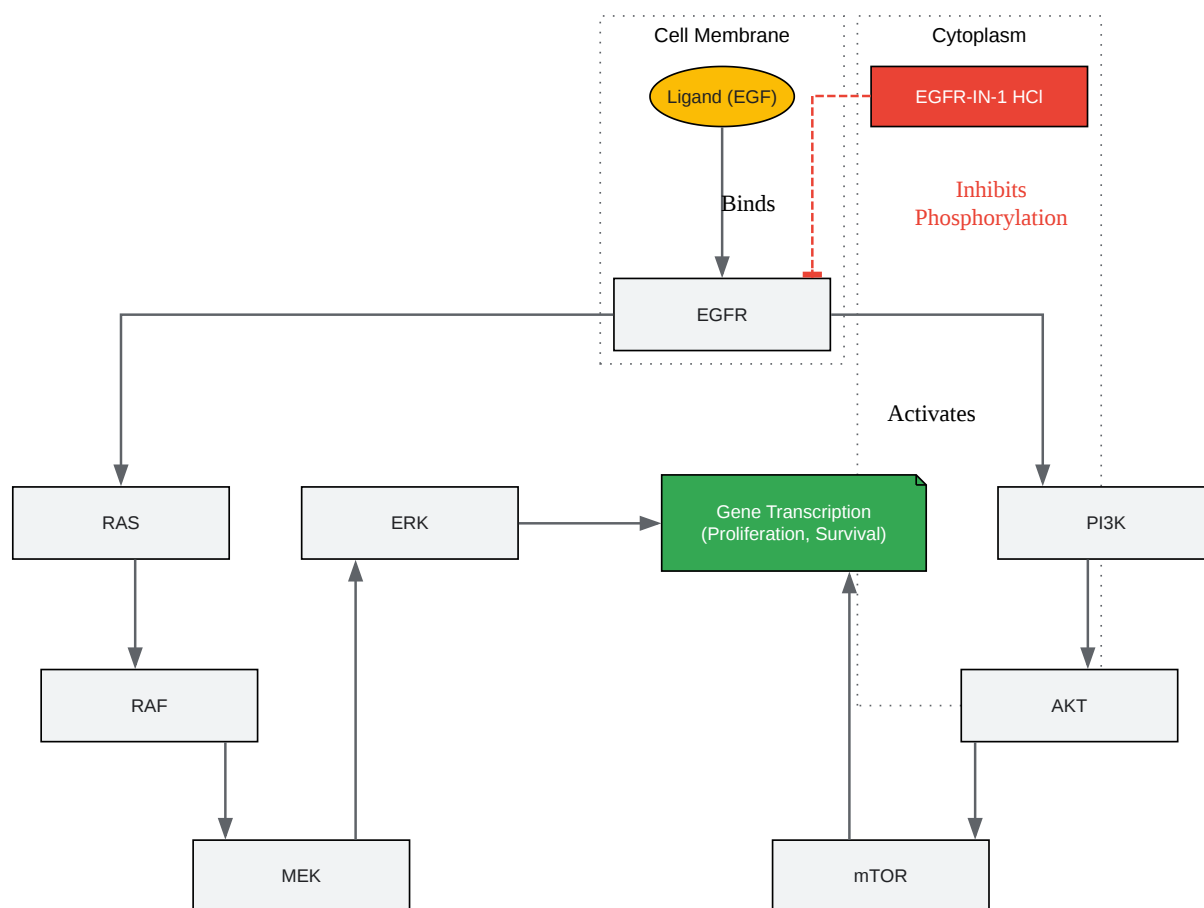 Cell Membrane
Cytoplasm
Ligand (EGF)
EGFR-IN-1 HCl
Binds
Inhibits
Phosphorylation
EGFR
Activates
RAS
ERK
Gene Transcription
(Proliferation, Survival)
PI3K
RAF
AKT
MEK
mTOR